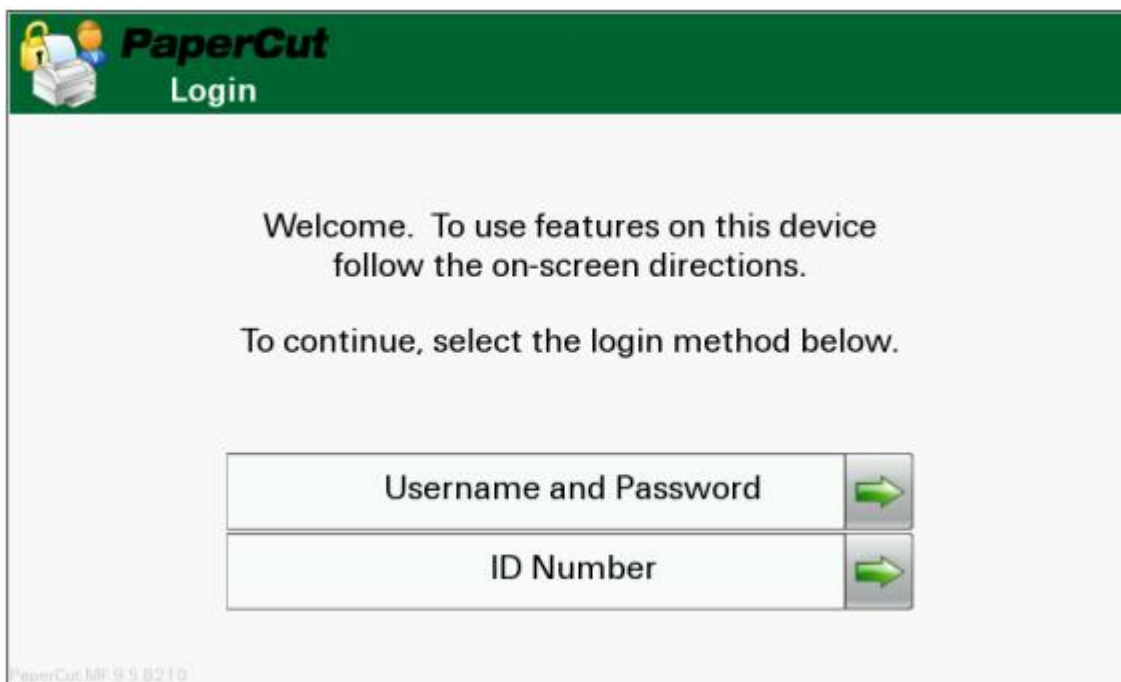 PaperCut
Login
Welcome. To use features on this device
follow the on-screen directions.
To continue, select the login method below.
Username and Password
ID Number
PaperCut MF 9.5.8210